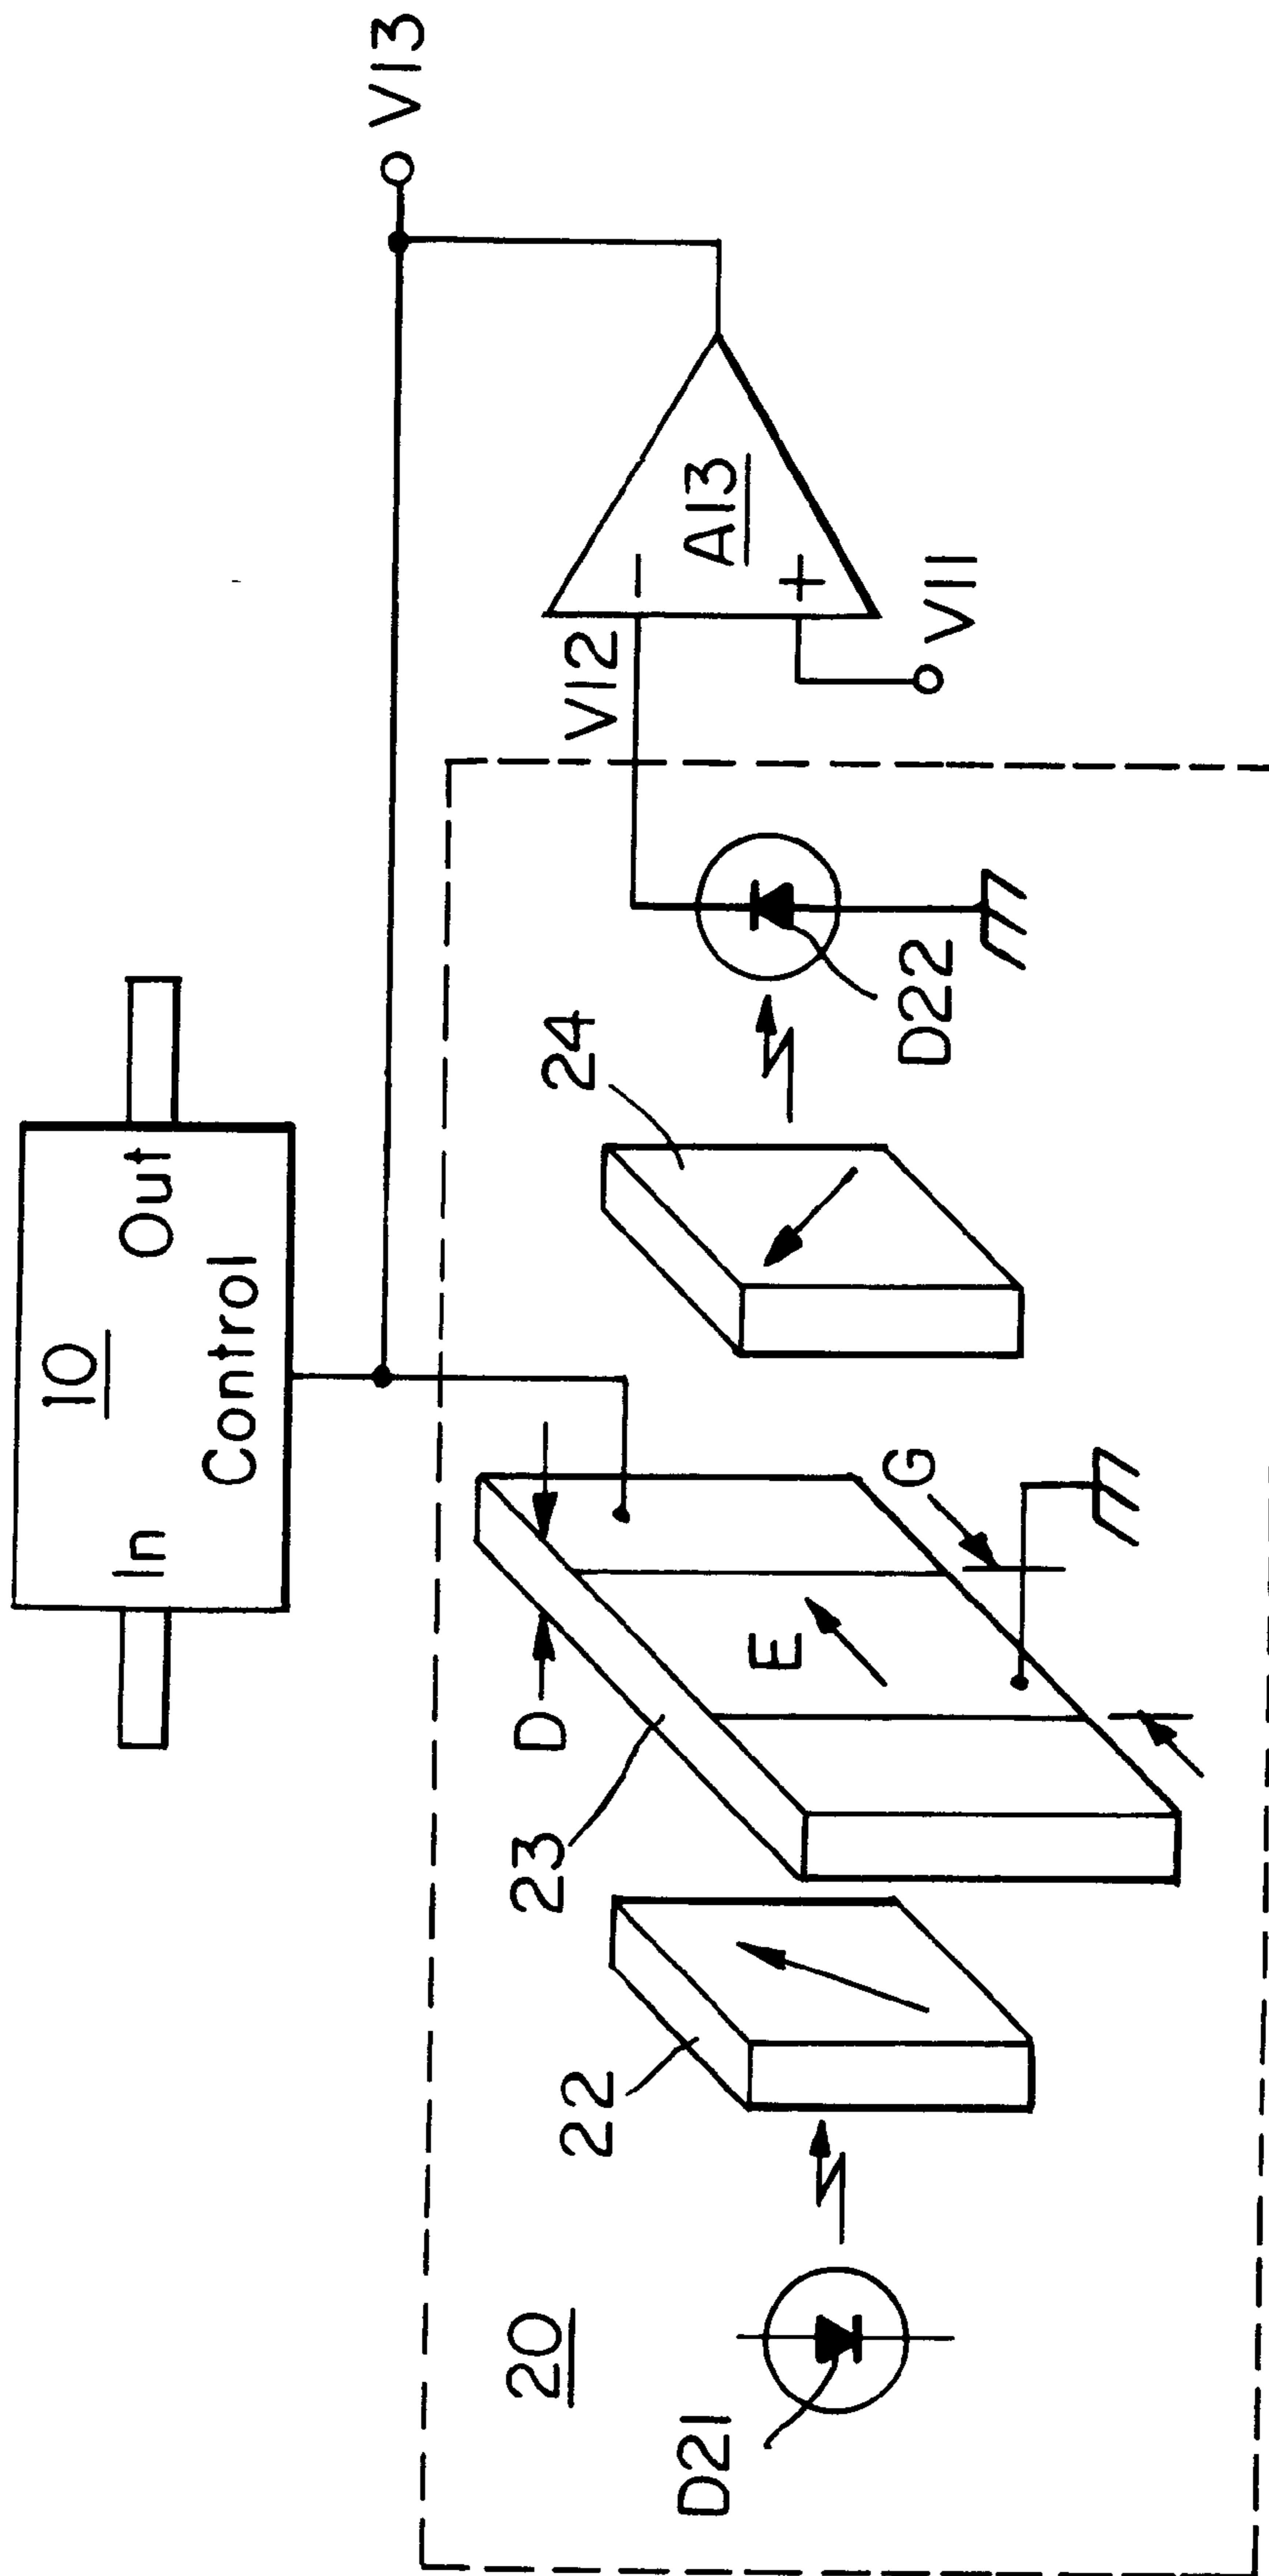 10
In
Out
Control
V13
20
D21
22
23
D
E
G
24
D22
V12
−
A13
+
V11